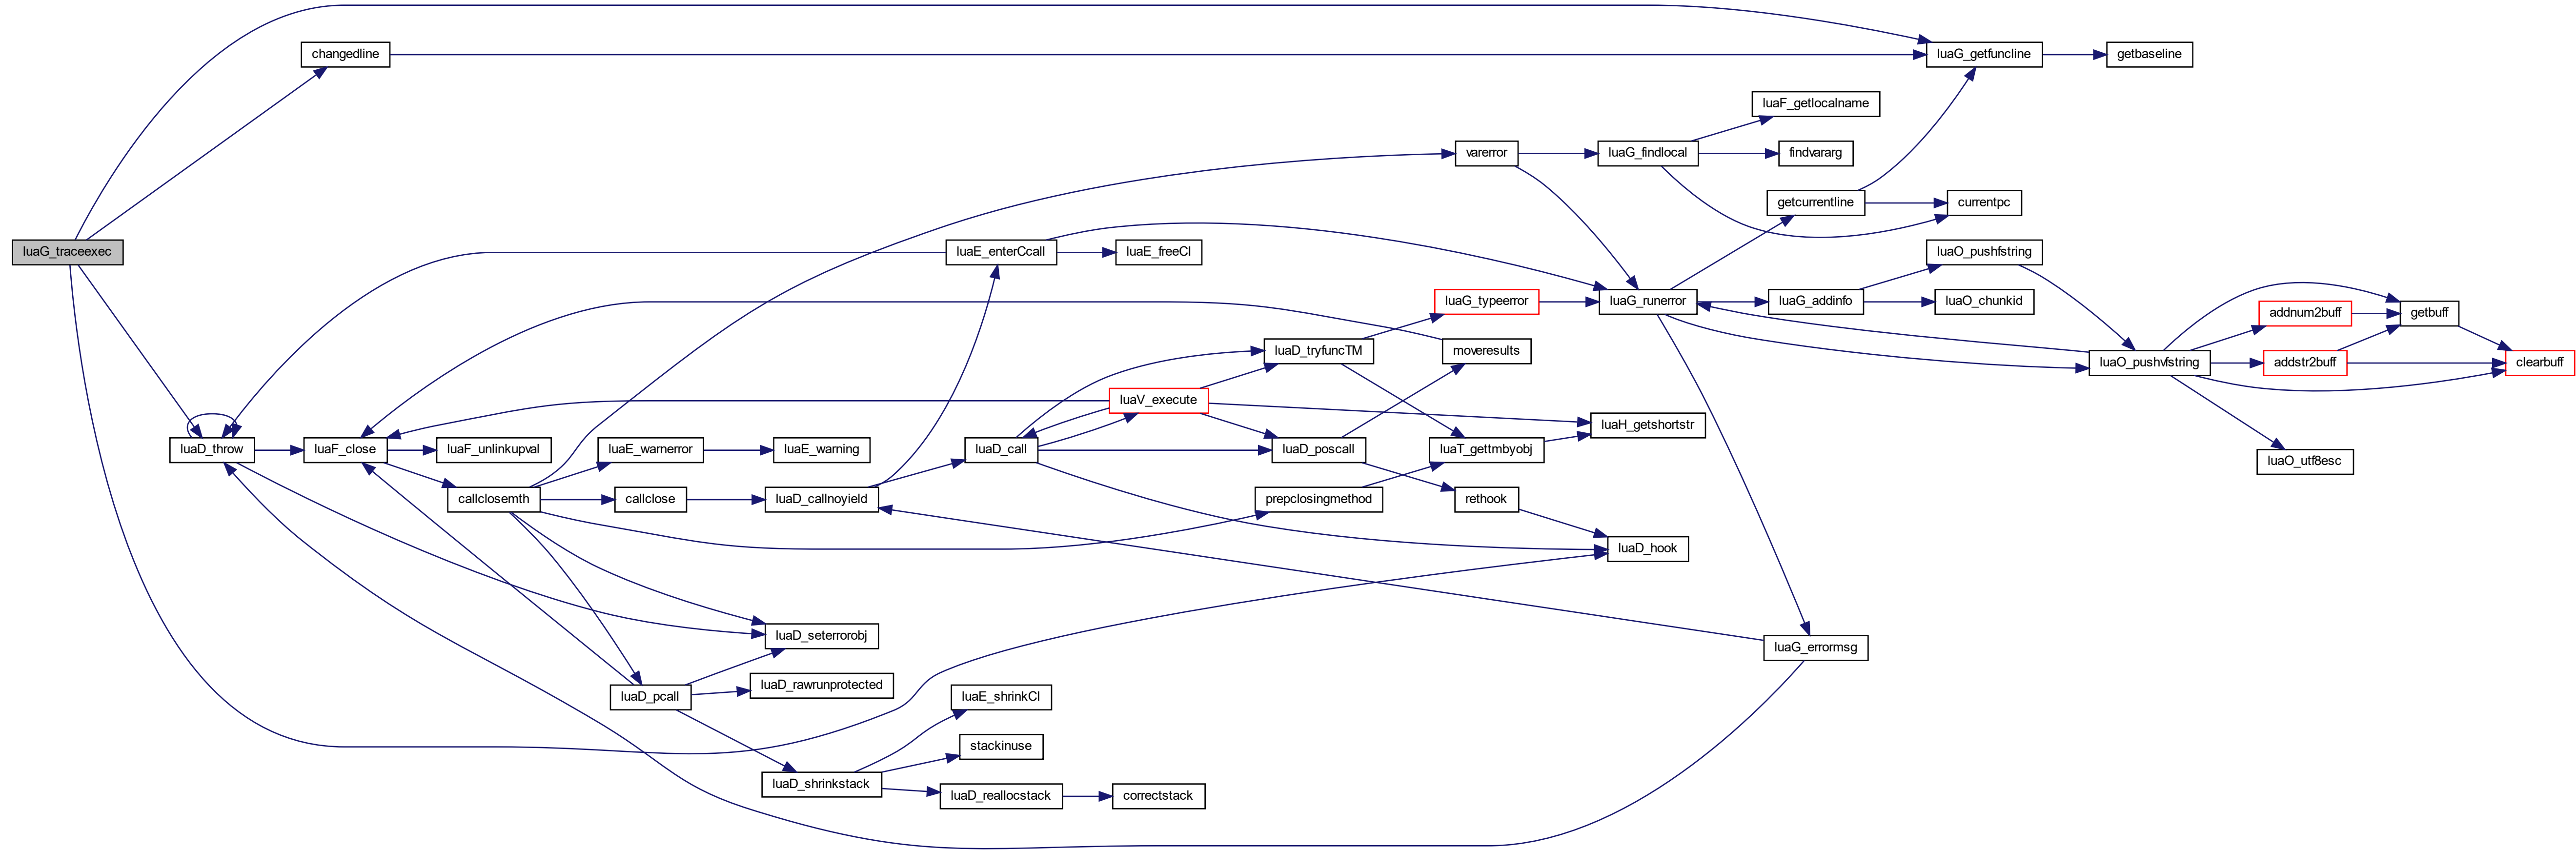 luaG_traceexec
changedline
luaD_throw
luaF_close
luaF_unlinkupval
callclosemth
luaE_warnerror
luaE_warning
callclose
luaD_callnoyield
luaD_pcall
luaD_seterrorobj
luaD_rawrunprotected
luaD_shrinkstack
luaE_shrinkCI
stackinuse
luaD_reallocstack
correctstack
luaE_enterCcall
luaE_freeCI
luaD_call
luaV_execute
luaD_tryfuncTM
luaD_poscall
prepclosingmethod
varerror
luaG_typeerror
moveresults
luaT_gettmbyobj
rethook
luaG_findlocal
luaG_runerror
luaH_getshortstr
luaD_hook
luaF_getlocalname
findvararg
getcurrentline
luaG_addinfo
luaG_errormsg
luaG_getfuncline
currentpc
luaO_pushfstring
luaO_chunkid
getbaseline
luaO_pushvfstring
addnum2buff
addstr2buff
luaO_utf8esc
getbuff
clearbuff